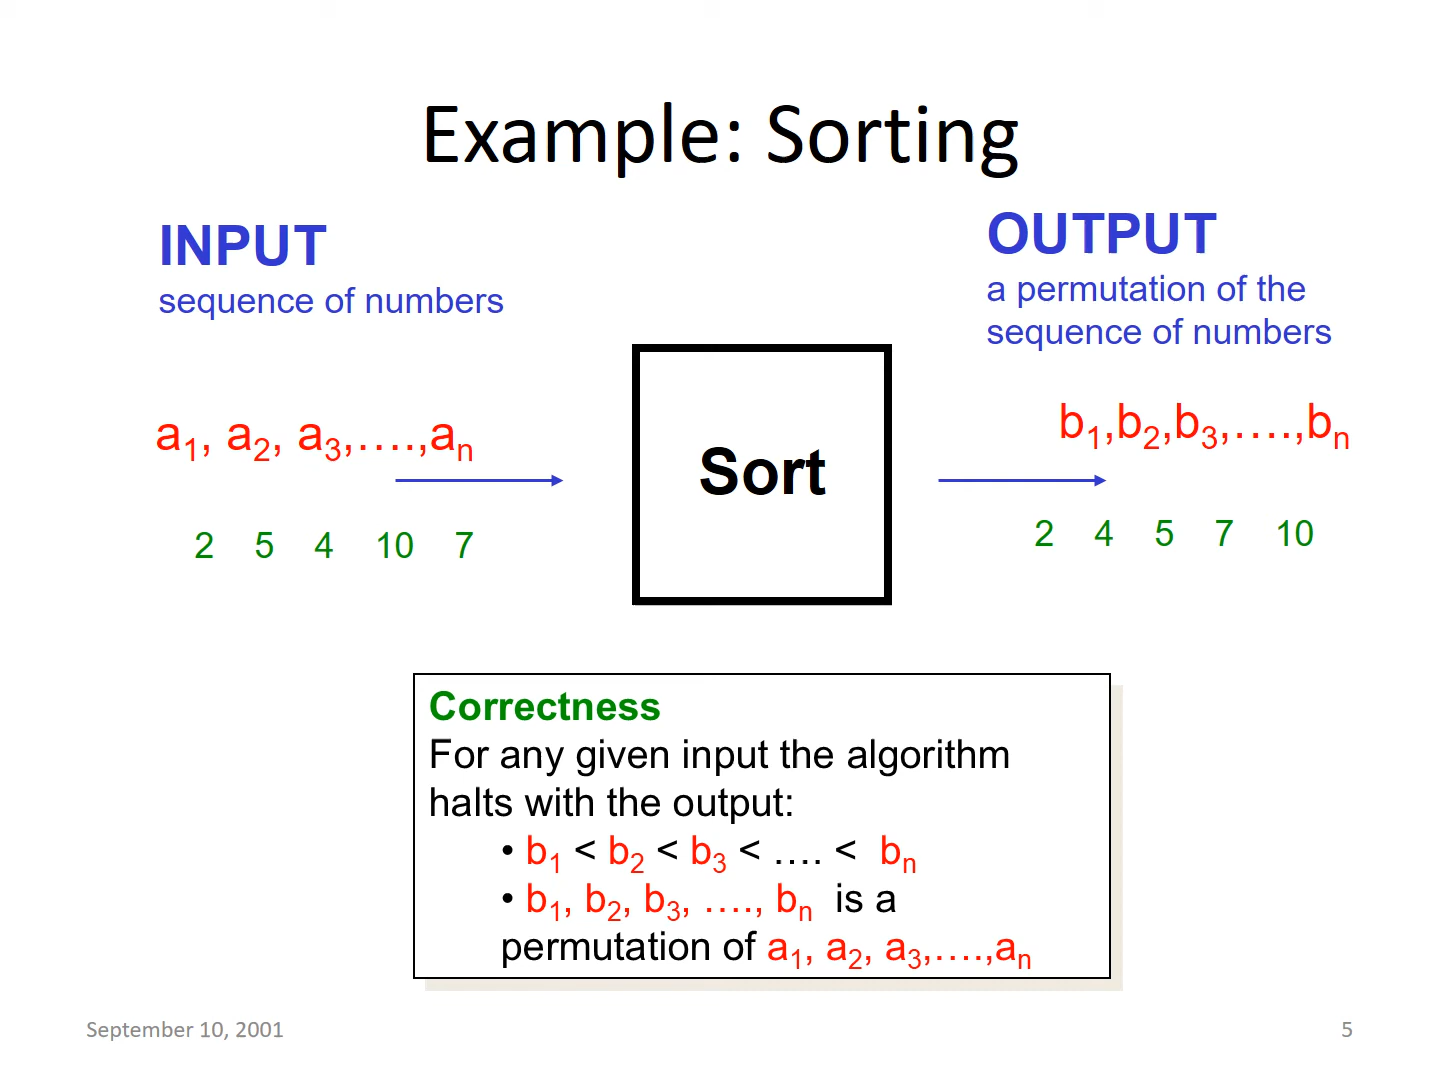 Example: Sorting
INPUT
sequence of numbers
a₁, a₂, a₃,….,aₙ
2 5 4 10 7
Sort
OUTPUT
a permutation of the
sequence of numbers
b₁,b₂,b₃,….,bₙ
2 4 5 7 10
Correctness
For any given input the algorithm
halts with the output:
• b₁ < b₂ < b₃ < …. < bₙ
• b₁, b₂, b₃, …., bₙ is a
permutation of a₁, a₂, a₃,….,aₙ
September 10, 2001
5